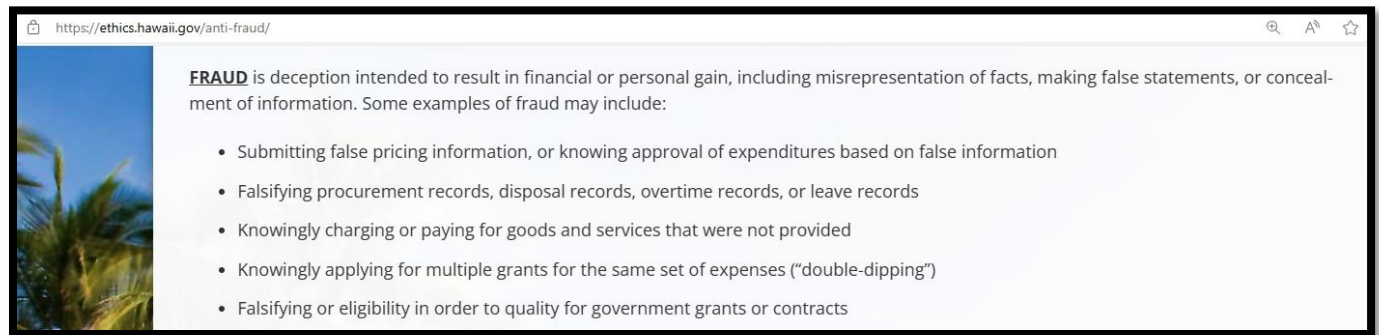 https://ethics.hawaii.gov/anti-fraud/
FRAUD is deception intended to result in financial or personal gain, including misrepresentation of facts, making false statements, or conceal-
ment of information. Some examples of fraud may include:
• Submitting false pricing information, or knowing approval of expenditures based on false information
• Falsifying procurement records, disposal records, overtime records, or leave records
• Knowingly charging or paying for goods and services that were not provided
• Knowingly applying for multiple grants for the same set of expenses (“double-dipping”)
• Falsifying or eligibility in order to quality for government grants or contracts